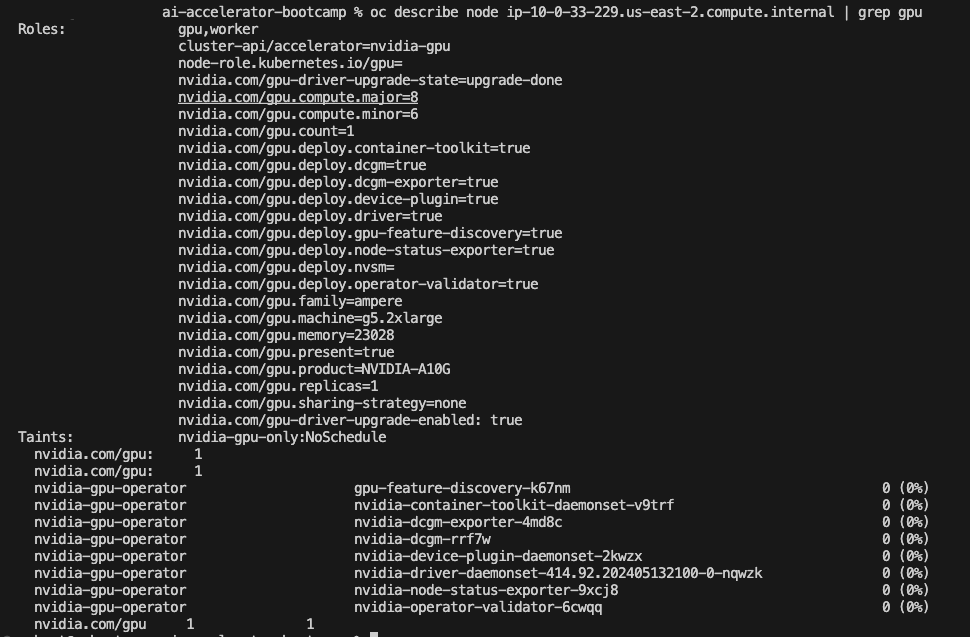 ai-accelerator-bootcamp % oc describe node ip-10-0-33-229.us-east-2.compute.internal | grep gpu
Roles: gpu,worker
cluster-api/accelerator=nvidia-gpu
node-role.kubernetes.io/gpu=
nvidia.com/gpu-driver-upgrade-state=upgrade-done
nvidia.com/gpu.compute.major=8
nvidia.com/gpu.compute.minor=6
nvidia.com/gpu.count=1
nvidia.com/gpu.deploy.container-toolkit=true
nvidia.com/gpu.deploy.dcgm=true
nvidia.com/gpu.deploy.dcgm-exporter=true
nvidia.com/gpu.deploy.device-plugin=true
nvidia.com/gpu.deploy.driver=true
nvidia.com/gpu.deploy.gpu-feature-discovery=true
nvidia.com/gpu.deploy.node-status-exporter=true
nvidia.com/gpu.deploy.nvsm=
nvidia.com/gpu.deploy.operator-validator=true
nvidia.com/gpu.family=ampere
nvidia.com/gpu.machine=g5.2xlarge
nvidia.com/gpu.memory=23028
nvidia.com/gpu.present=true
nvidia.com/gpu.product=NVIDIA-A10G
nvidia.com/gpu.replicas=1
nvidia.com/gpu.sharing-strategy=none
nvidia.com/gpu-driver-upgrade-enabled: true
Taints: nvidia-gpu-only:NoSchedule
nvidia.com/gpu: 1
nvidia.com/gpu: 1
nvidia-gpu-operator gpu-feature-discovery-k67nm 0 (0%)
nvidia-gpu-operator nvidia-container-toolkit-daemonset-v9trf 0 (0%)
nvidia-gpu-operator nvidia-dcgm-exporter-4md8c 0 (0%)
nvidia-gpu-operator nvidia-dcgm-rrf7w 0 (0%)
nvidia-gpu-operator nvidia-device-plugin-daemonset-2kwzx 0 (0%)
nvidia-gpu-operator nvidia-driver-daemonset-414.92.202405132100-0-nqwzk 0 (0%)
nvidia-gpu-operator nvidia-node-status-exporter-9xcj8 0 (0%)
nvidia-gpu-operator nvidia-operator-validator-6cwqq 0 (0%)
nvidia.com/gpu 1 1